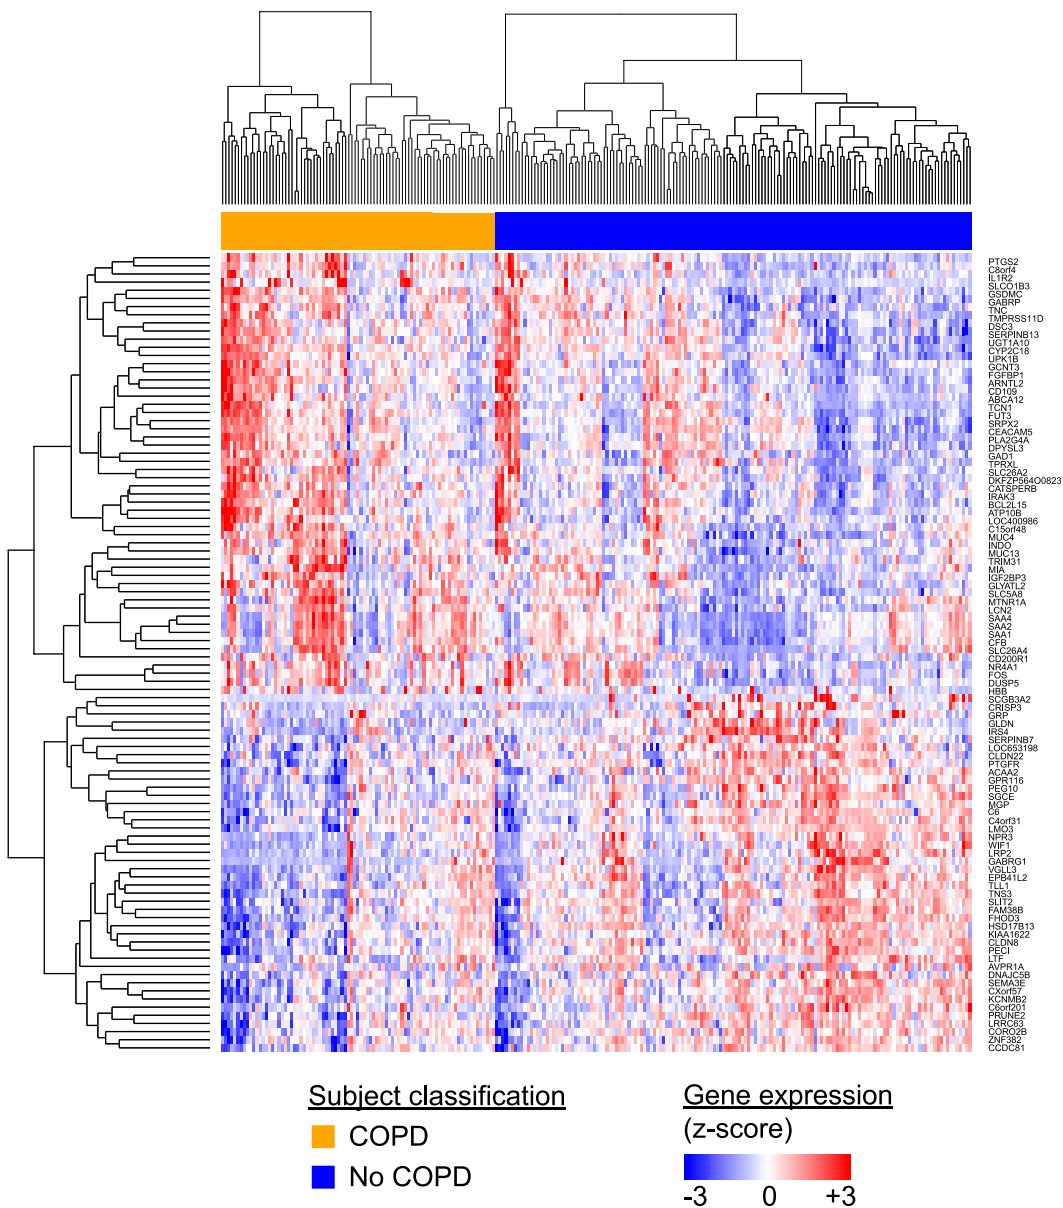 PTGS2
C8orf4
IL1R2
SLCO1B3
GSDMC
GABRP
TNC
TMPRSS11D
DSC3
SERPINB13
UGT1A10
CYP2C18
UPK1B
GCNT3
FGFBP1
ARNTL2
CD109
ABCA12
TCN1
FUT3
SRPX2
CEACAM5
PLA2G4A
DPYSL3
GAD1
TPRXL
SLC26A2
DKFZP564O0823
CATSPERB
IRAK3
BCL2L15
ATP10B
LOC400986
C15orf48
MUC4
INDO
MUC13
TRIM31
MIA
IGF2BP3
GLYATL2
SLC5A8
MTNR1A
LCN2
SAA4
SAA2
SAA1
CFB
SLC26A4
CD200R1
NR4A1
FOS
DUSP5
HBB
SCGB3A2
CRISP3
GRP
GLDN
IRS4
SERPINB7
LOC653198
CLDN22
PTGFR
ACAA2
GPR116
PEG10
SGCE
MGP
C6
C4orf31
LMO3
NPR3
WIF1
LRP2
GABRG1
VGLL3
EPB41L2
TLL1
TNS3
SLIT2
FAM38B
FHOD3
HSD17B13
KIAA1622
CLDN8
PECI
LTF
AVPR1A
DNAJC5B
SEMA3E
CXorf57
KCNMB2
C6orf201
PRUNE2
LRRC63
CORO2B
ZNF382
CCDC81
Subject classification
COPD
No COPD
Gene expression
(z-score)
-3 0 +3